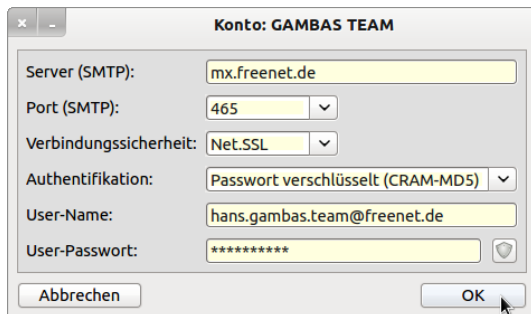 Konto: GAMBAS TEAM
Server (SMTP): mx.freenet.de
Port (SMTP): 465
Verbindungssicherheit: Net.SSL
Authentifikation: Passwort verschlüsselt (CRAM-MD5)
User-Name: hans.gambas.team@freenet.de
User-Passwort: **********
Abbrechen OK